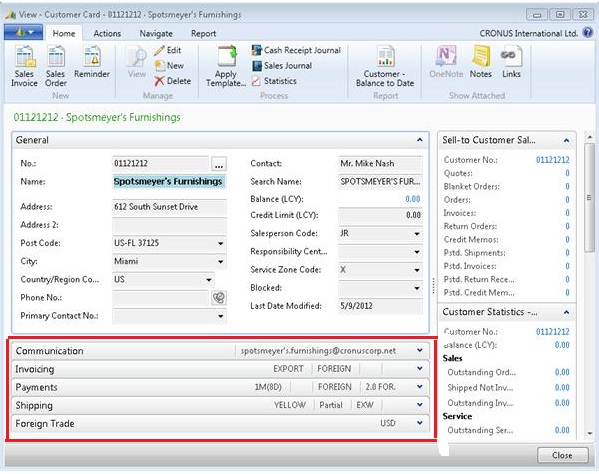 View - Customer Card - 01121212 · Spotsmeyer's Furnishings
Home Actions Navigate Report CRONUS International Ltd.
Sales Invoice
Sales Order
Reminder
New
View
Edit
New
Delete
Manage
Apply Template...
Cash Receipt Journal
Sales Journal
Statistics
Process
Customer - Balance to Date
Report
OneNote
Notes
Links
Show Attached
01121212 · Spotsmeyer's Furnishings
General
No.: 01121212 ...
Name: Spotsmeyer's Furnishings
Address: 612 South Sunset Drive
Address 2:
Post Code: US-FL 37125
City: Miami
Country/Region Co... US
Phone No.:
Primary Contact No.:
Contact: Mr. Mike Nash
Search Name: SPOTSMEYER'S FUR...
Balance (LCY): 0.00
Credit Limit (LCY): 0.00
Salesperson Code: JR
Responsibility Cent...
Service Zone Code: X
Blocked:
Last Date Modified: 5/9/2012
Communication spotsmeyer's.furnishings@cronuscorp.net
Invoicing EXPORT FOREIGN
Payments 1M(8D) FOREIGN 2.0 FOR.
Shipping YELLOW Partial EXW
Foreign Trade USD
Sell-to Customer Sal...
Customer No.: 01121212
Quotes: 0
Blanket Orders: 0
Orders: 0
Invoices: 0
Return Orders: 0
Credit Memos: 0
Pstd. Shipments: 0
Pstd. Invoices: 0
Pstd. Return Rece... 0
Pstd. Credit Mem... 0
Customer Statistics -...
Customer No.: 01121212
Balance (LCY): 0.00
Sales
Outstanding Ord... 0.00
Shipped Not Inv... 0.00
Outstanding Inv... 0.00
Service
Outstanding Ser... 0.00
Close